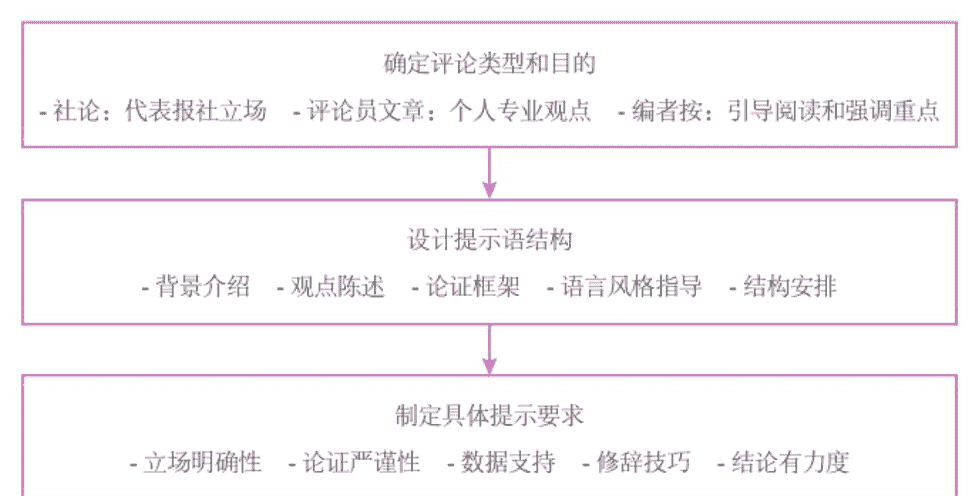 确定评论类型和目的
- 社论：代表报社立场 - 评论员文章：个人专业观点 - 编者按：引导阅读和强调重点
设计提示语结构
- 背景介绍 - 观点陈述 - 论证框架 - 语言风格指导 - 结构安排
制定具体提示要求
- 立场明确性 - 论证严谨性 - 数据支持 - 修辞技巧 - 结论有力度